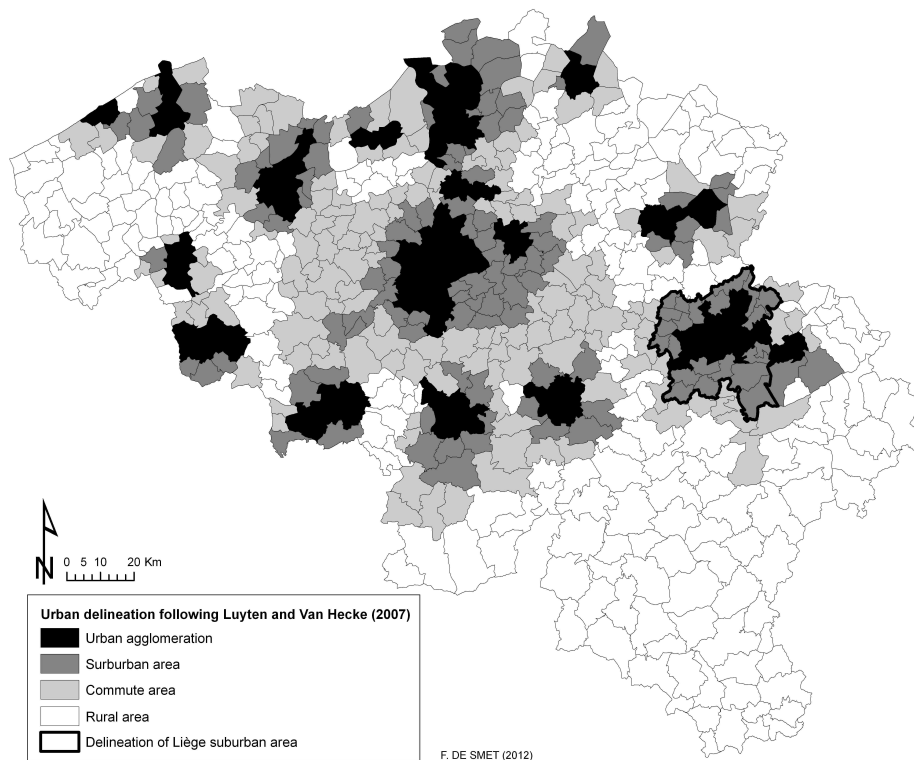 N
0 5 10 20 Km
Urban delineation following Luyten and Van Hecke (2007)
Urban agglomeration
Surburban area
Commute area
Rural area
Delineation of Liège suburban area
F. DE SMET (2012)